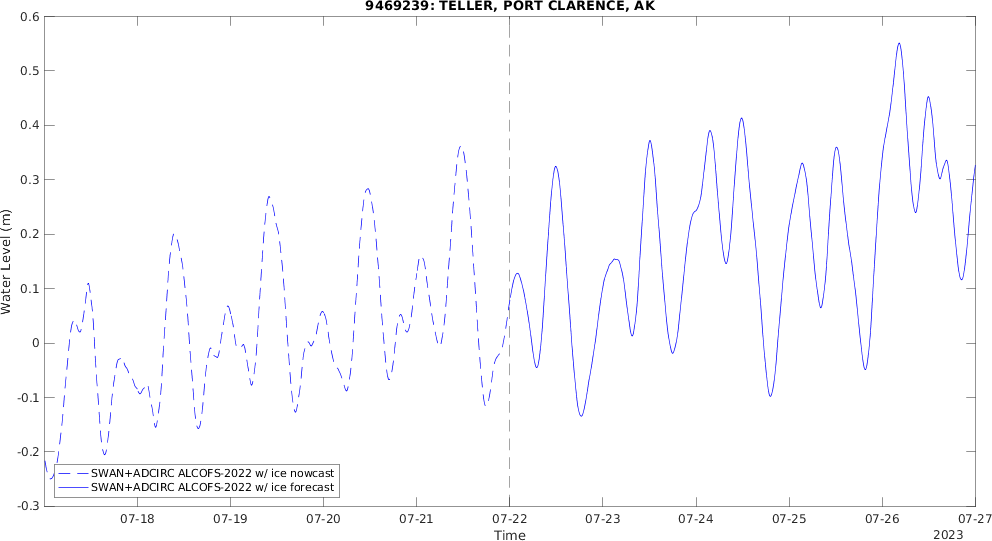 9469239: TELLER, PORT CLARENCE, AK
0.6
0.5
0.4
0.3
0.2
0.1
0
-0.1
-0.2
-0.3
Water Level (m)
SWAN+ADCIRC ALCOFS-2022 w/ ice nowcast
SWAN+ADCIRC ALCOFS-2022 w/ ice forecast
07-18 07-19 07-20 07-21 07-22 07-23 07-24 07-25 07-26 07-27
Time
2023